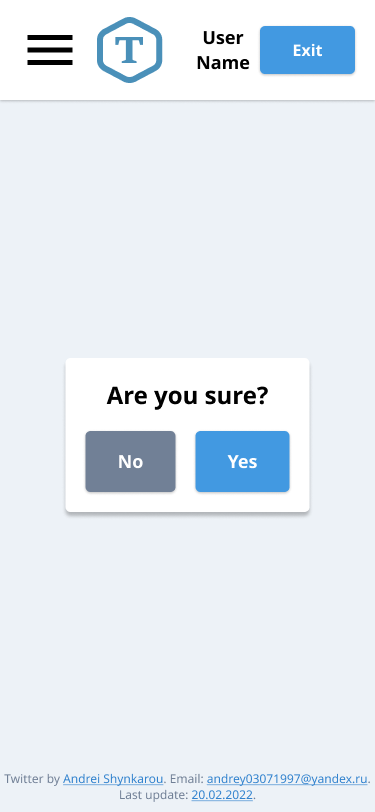 T
User
Name
Exit
Are you sure?
No
Yes
Twitter by Andrei Shynkarou. Email: andrey03071997@yandex.ru.
Last update: 20.02.2022.